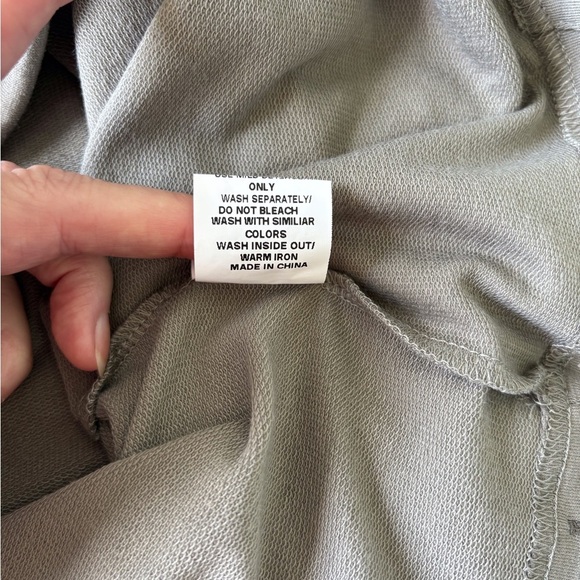 ONLY
WASH SEPARATELY/
DO NOT BLEACH
WASH WITH SIMILIAR
COLORS
WASH INSIDE OUT/
WARM IRON
MADE IN CHINA